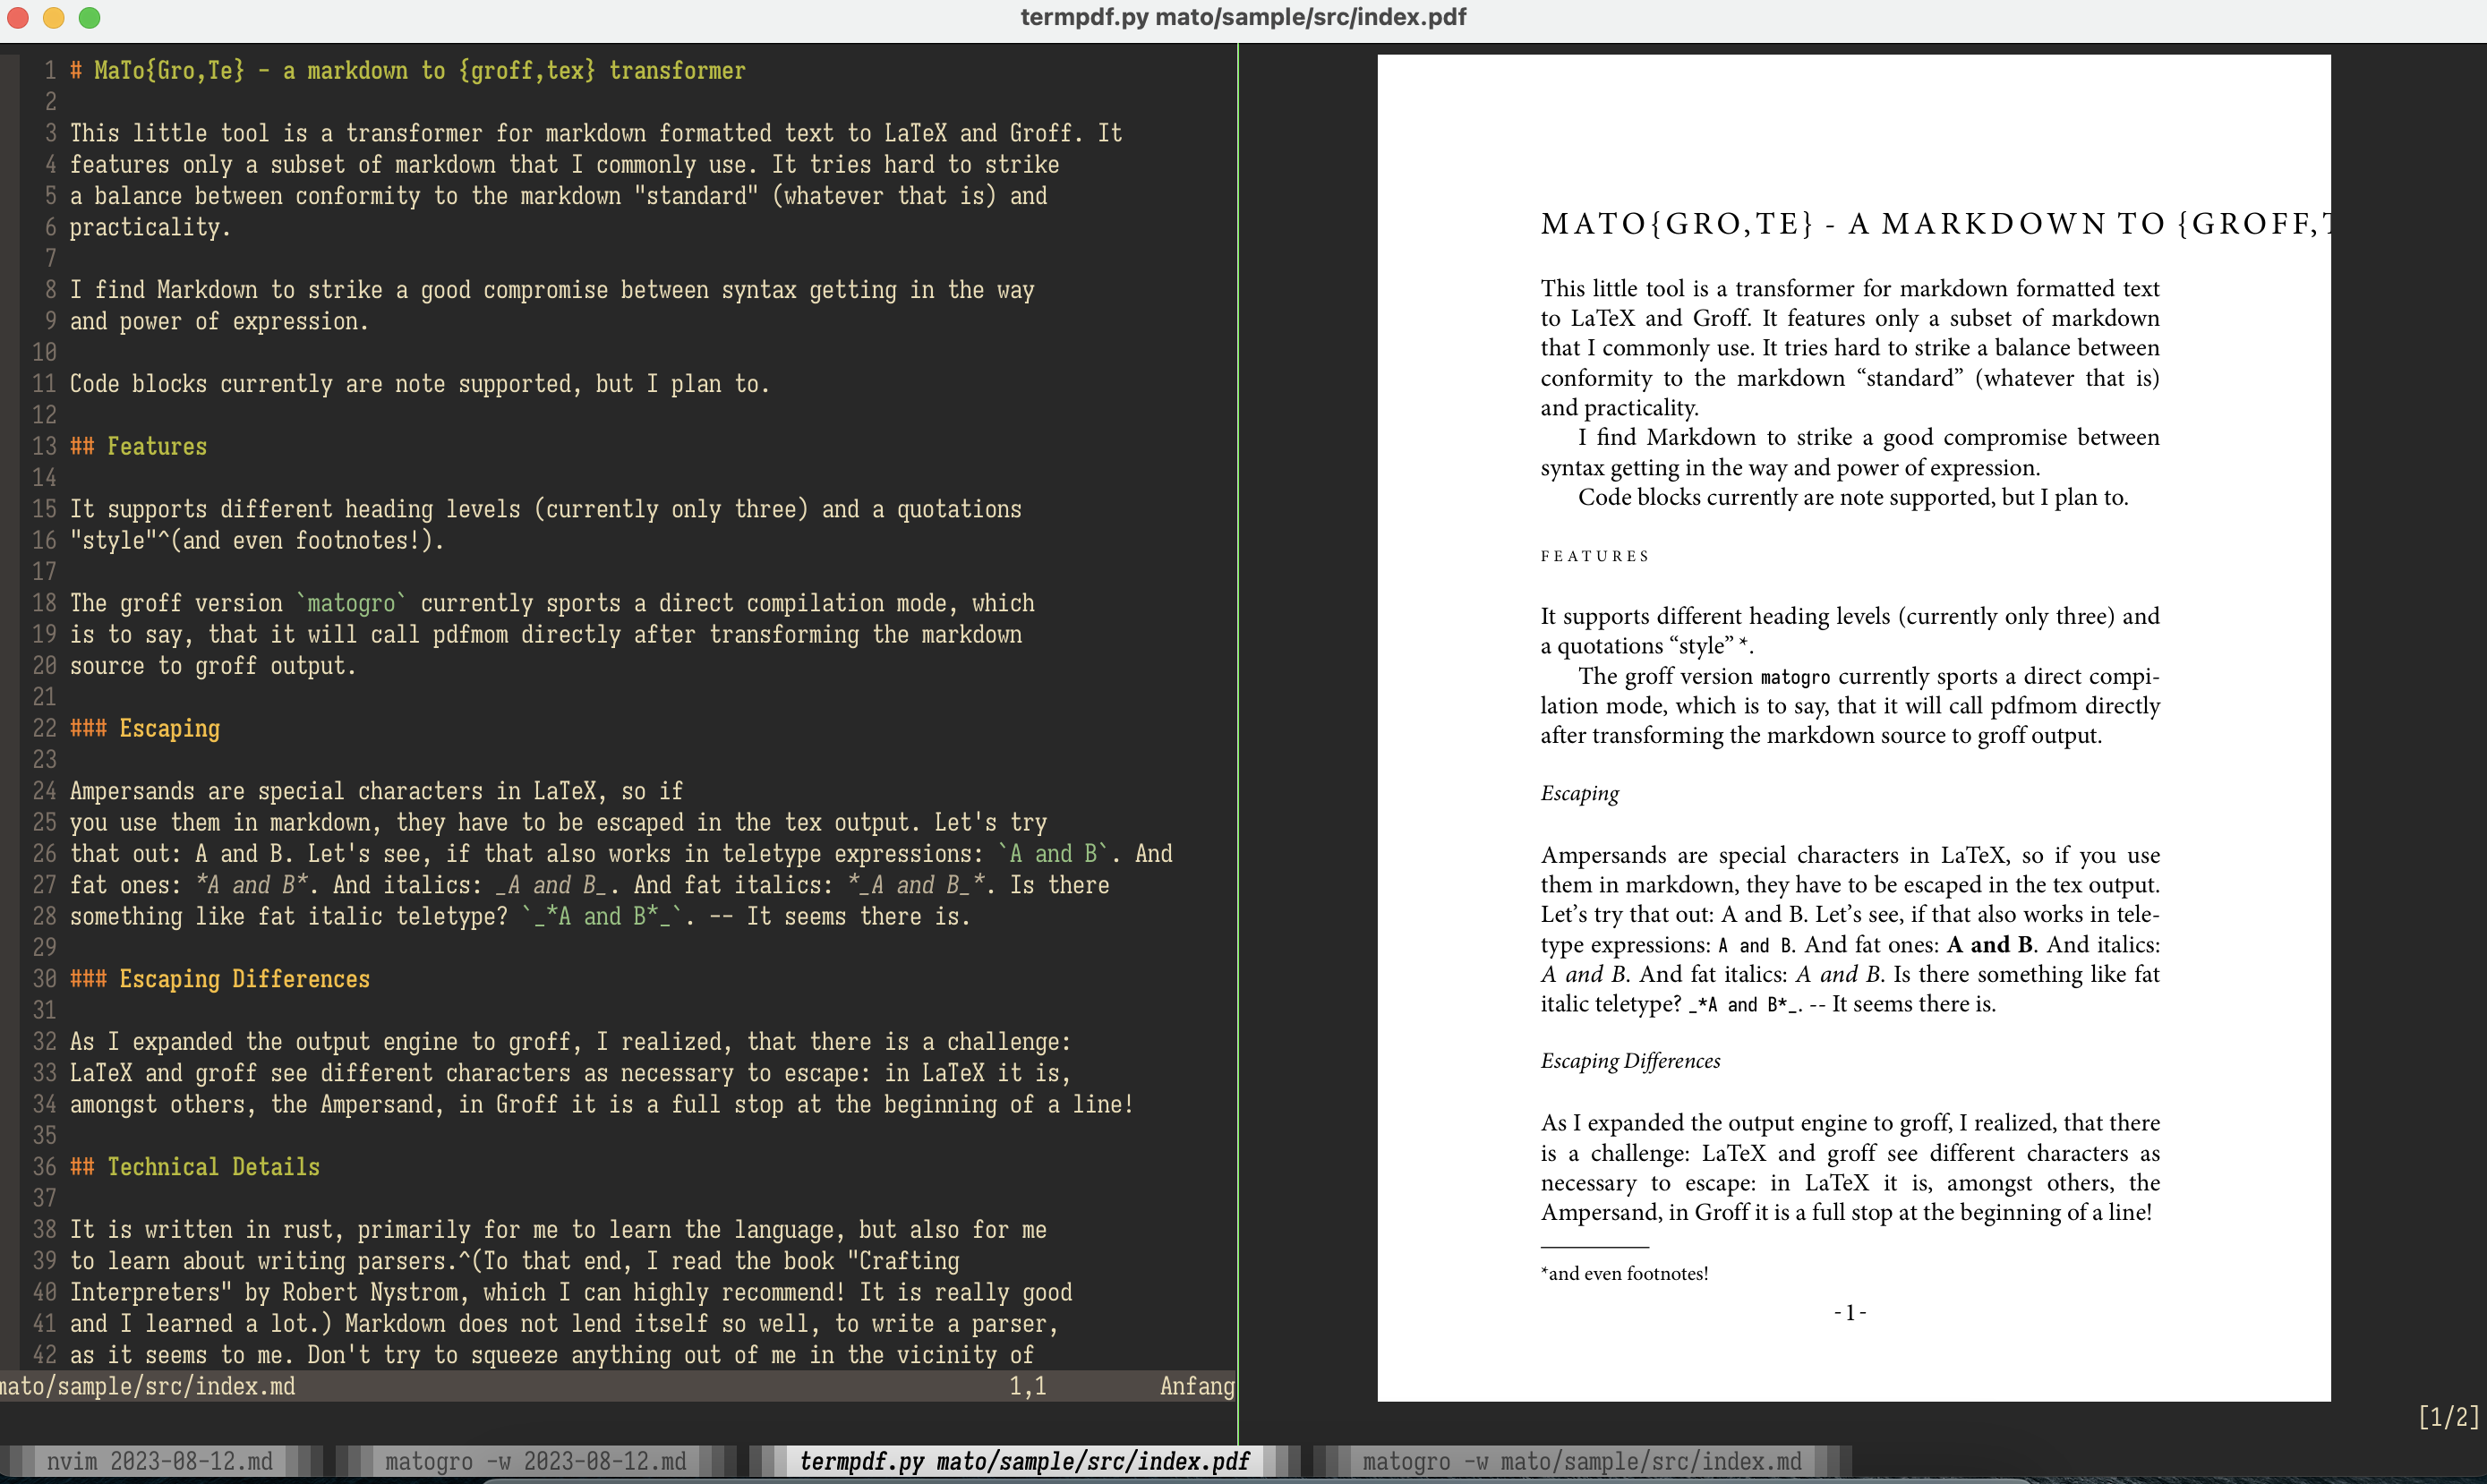 termpdf.py mato/sample/src/index.pdf
1 # MaTo{Gro,Te} - a markdown to {groff,tex} transformer
2
3 This little tool is a transformer for markdown formatted text to LaTeX and Groff. It
4 features only a subset of markdown that I commonly use. It tries hard to strike
5 a balance between conformity to the markdown "standard" (whatever that is) and
6 practicality.
7
8 I find Markdown to strike a good compromise between syntax getting in the way
9 and power of expression.
10
11 Code blocks currently are note supported, but I plan to.
12
13 ## Features
14
15 It supports different heading levels (currently only three) and a quotations
16 "style"^(and even footnotes!).
17
18 The groff version `matogro` currently sports a direct compilation mode, which
19 is to say, that it will call pdfmom directly after transforming the markdown
20 source to groff output.
21
22 ### Escaping
23
24 Ampersands are special characters in LaTeX, so if
25 you use them in markdown, they have to be escaped in the tex output. Let's try
26 that out: A and B. Let's see, if that also works in teletype expressions: `A and B`. And
27 fat ones: *A and B*. And italics: _A and B_. And fat italics: *_A and B_*. Is there
28 something like fat italic teletype? `_*A and B*_`. -- It seems there is.
29
30 ### Escaping Differences
31
32 As I expanded the output engine to groff, I realized, that there is a challenge:
33 LaTeX and groff see different characters as necessary to escape: in LaTeX it is,
34 amongst others, the Ampersand, in Groff it is a full stop at the beginning of a line!
35
36 ## Technical Details
37
38 It is written in rust, primarily for me to learn the language, but also for me
39 to learn about writing parsers.^(To that end, I read the book "Crafting
40 Interpreters" by Robert Nystrom, which I can highly recommend! It is really good
41 and I learned a lot.) Markdown does not lend itself so well, to write a parser,
42 as it seems to me. Don't try to squeeze anything out of me in the vicinity of
mato/sample/src/index.md 1,1 Anfang
MATO{GRO,TE} - A MARKDOWN TO {GROFF,T
This little tool is a transformer for markdown formatted text
to LaTeX and Groff. It features only a subset of markdown
that I commonly use. It tries hard to strike a balance between
conformity to the markdown “standard” (whatever that is)
and practicality.
I find Markdown to strike a good compromise between
syntax getting in the way and power of expression.
Code blocks currently are note supported, but I plan to.
FEATURES
It supports different heading levels (currently only three) and
a quotations “style” *.
The groff version matogro currently sports a direct compi-
lation mode, which is to say, that it will call pdfmom directly
after transforming the markdown source to groff output.
Escaping
Ampersands are special characters in LaTeX, so if you use
them in markdown, they have to be escaped in the tex output.
Let’s try that out: A and B. Let’s see, if that also works in tele-
type expressions: A and B. And fat ones: A and B. And italics:
A and B. And fat italics: A and B. Is there something like fat
italic teletype? _*A and B*_. -- It seems there is.
Escaping Differences
As I expanded the output engine to groff, I realized, that there
is a challenge: LaTeX and groff see different characters as
necessary to escape: in LaTeX it is, amongst others, the
Ampersand, in Groff it is a full stop at the beginning of a line!
*and even footnotes!
-1-
[1/2]
nvim 2023-08-12.md matogro -w 2023-08-12.md termpdf.py mato/sample/src/index.pdf matogro -w mato/sample/src/index.md